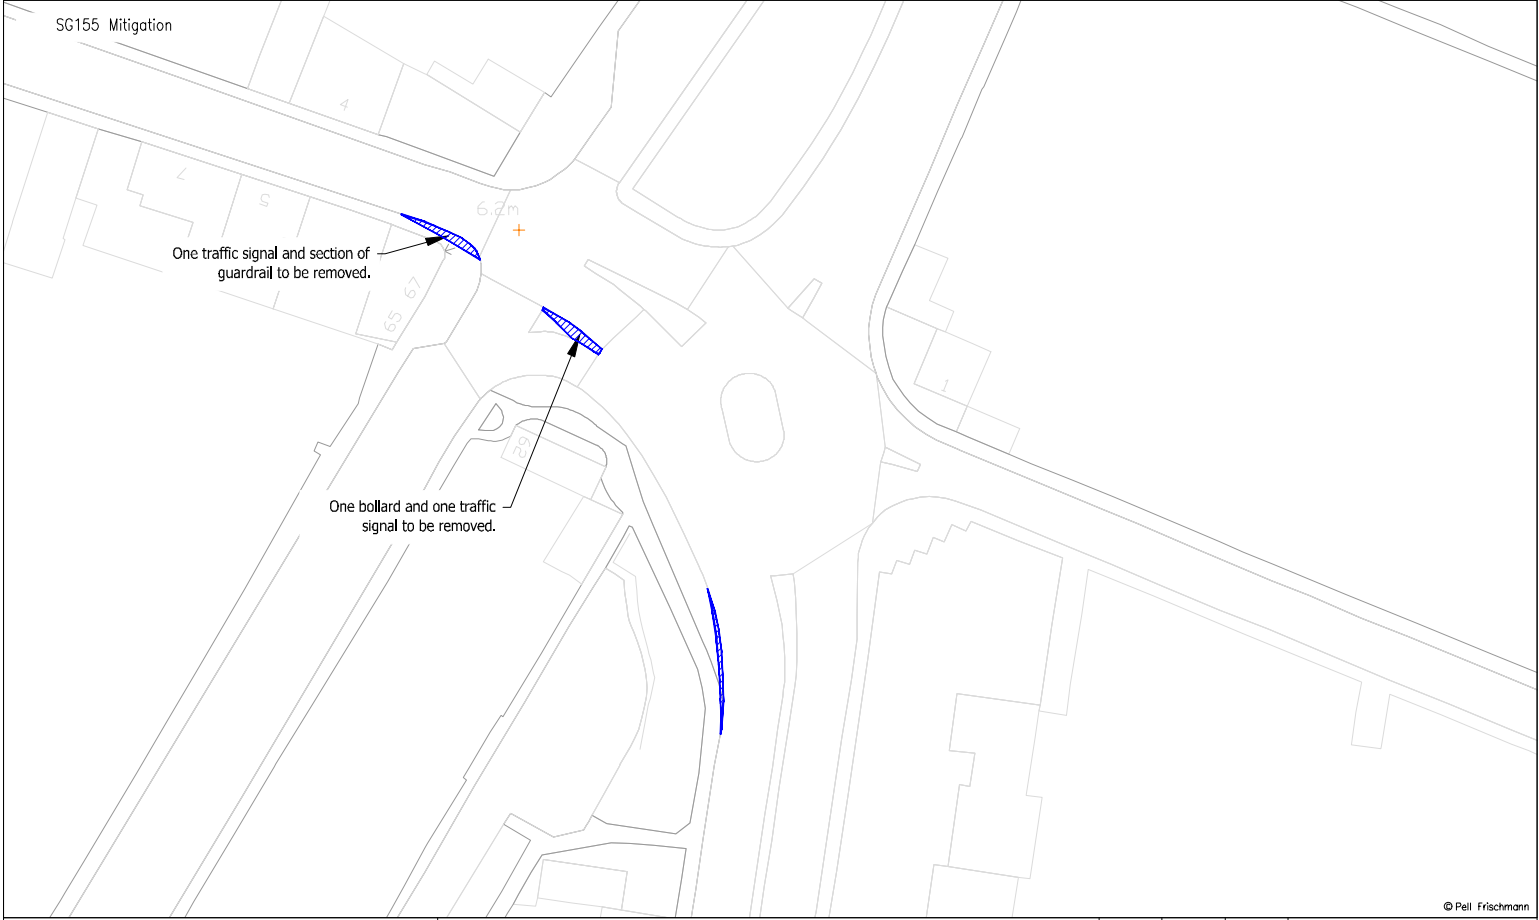 SG155 Mitigation
4
7
5
6.2m
One traffic signal and section of
guardrail to be removed.
67
65
1
29
One bollard and one traffic
signal to be removed.
© Pell Frischmann